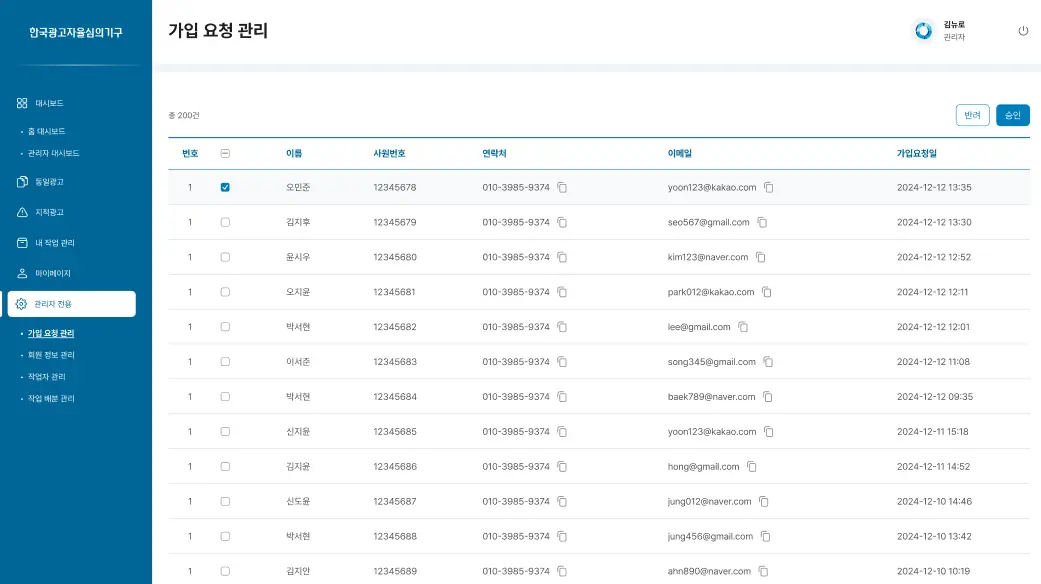 한국광고자율심의기구
가입 요청 관리
김뉴로
관리자
대시보드
• 홈 대시보드
• 관리자 대시보드
동일광고
지적광고
내 작업 관리
마이페이지
관리자 전용
• 가입 요청 관리
• 회원 정보 관리
• 작업자 관리
• 작업 배분 관리
총 200건
반려 승인
번호 이름 사원번호 연락처 이메일 가입요청일
1 오민준 12345678 010-3985-9374 yoon123@kakao.com 2024-12-12 13:35
1 김지후 12345679 010-3985-9374 seo567@gmail.com 2024-12-12 13:30
1 윤시우 12345680 010-3985-9374 kim123@naver.com 2024-12-12 12:52
1 오지윤 12345681 010-3985-9374 park012@kakao.com 2024-12-12 12:11
1 박서현 12345682 010-3985-9374 lee@gmail.com 2024-12-12 12:01
1 이서준 12345683 010-3985-9374 song345@gmail.com 2024-12-12 11:08
1 박서현 12345684 010-3985-9374 baek789@naver.com 2024-12-12 09:35
1 신지윤 12345685 010-3985-9374 yoon123@kakao.com 2024-12-11 15:18
1 김지윤 12345686 010-3985-9374 hong@gmail.com 2024-12-11 14:52
1 신도윤 12345687 010-3985-9374 jung012@naver.com 2024-12-10 14:46
1 박서현 12345688 010-3985-9374 jung456@gmail.com 2024-12-10 13:42
1 김지안 12345689 010-3985-9374 ahn890@naver.com 2024-12-10 10:19